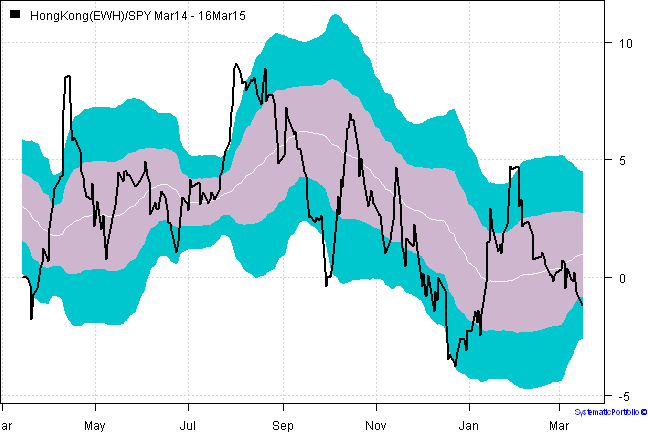 HongKong(EWH)/SPY Mar14 - 16Mar15
10
5
0
-5
ar May Jul Sep Nov Jan Mar
SystematicPortfolio ©